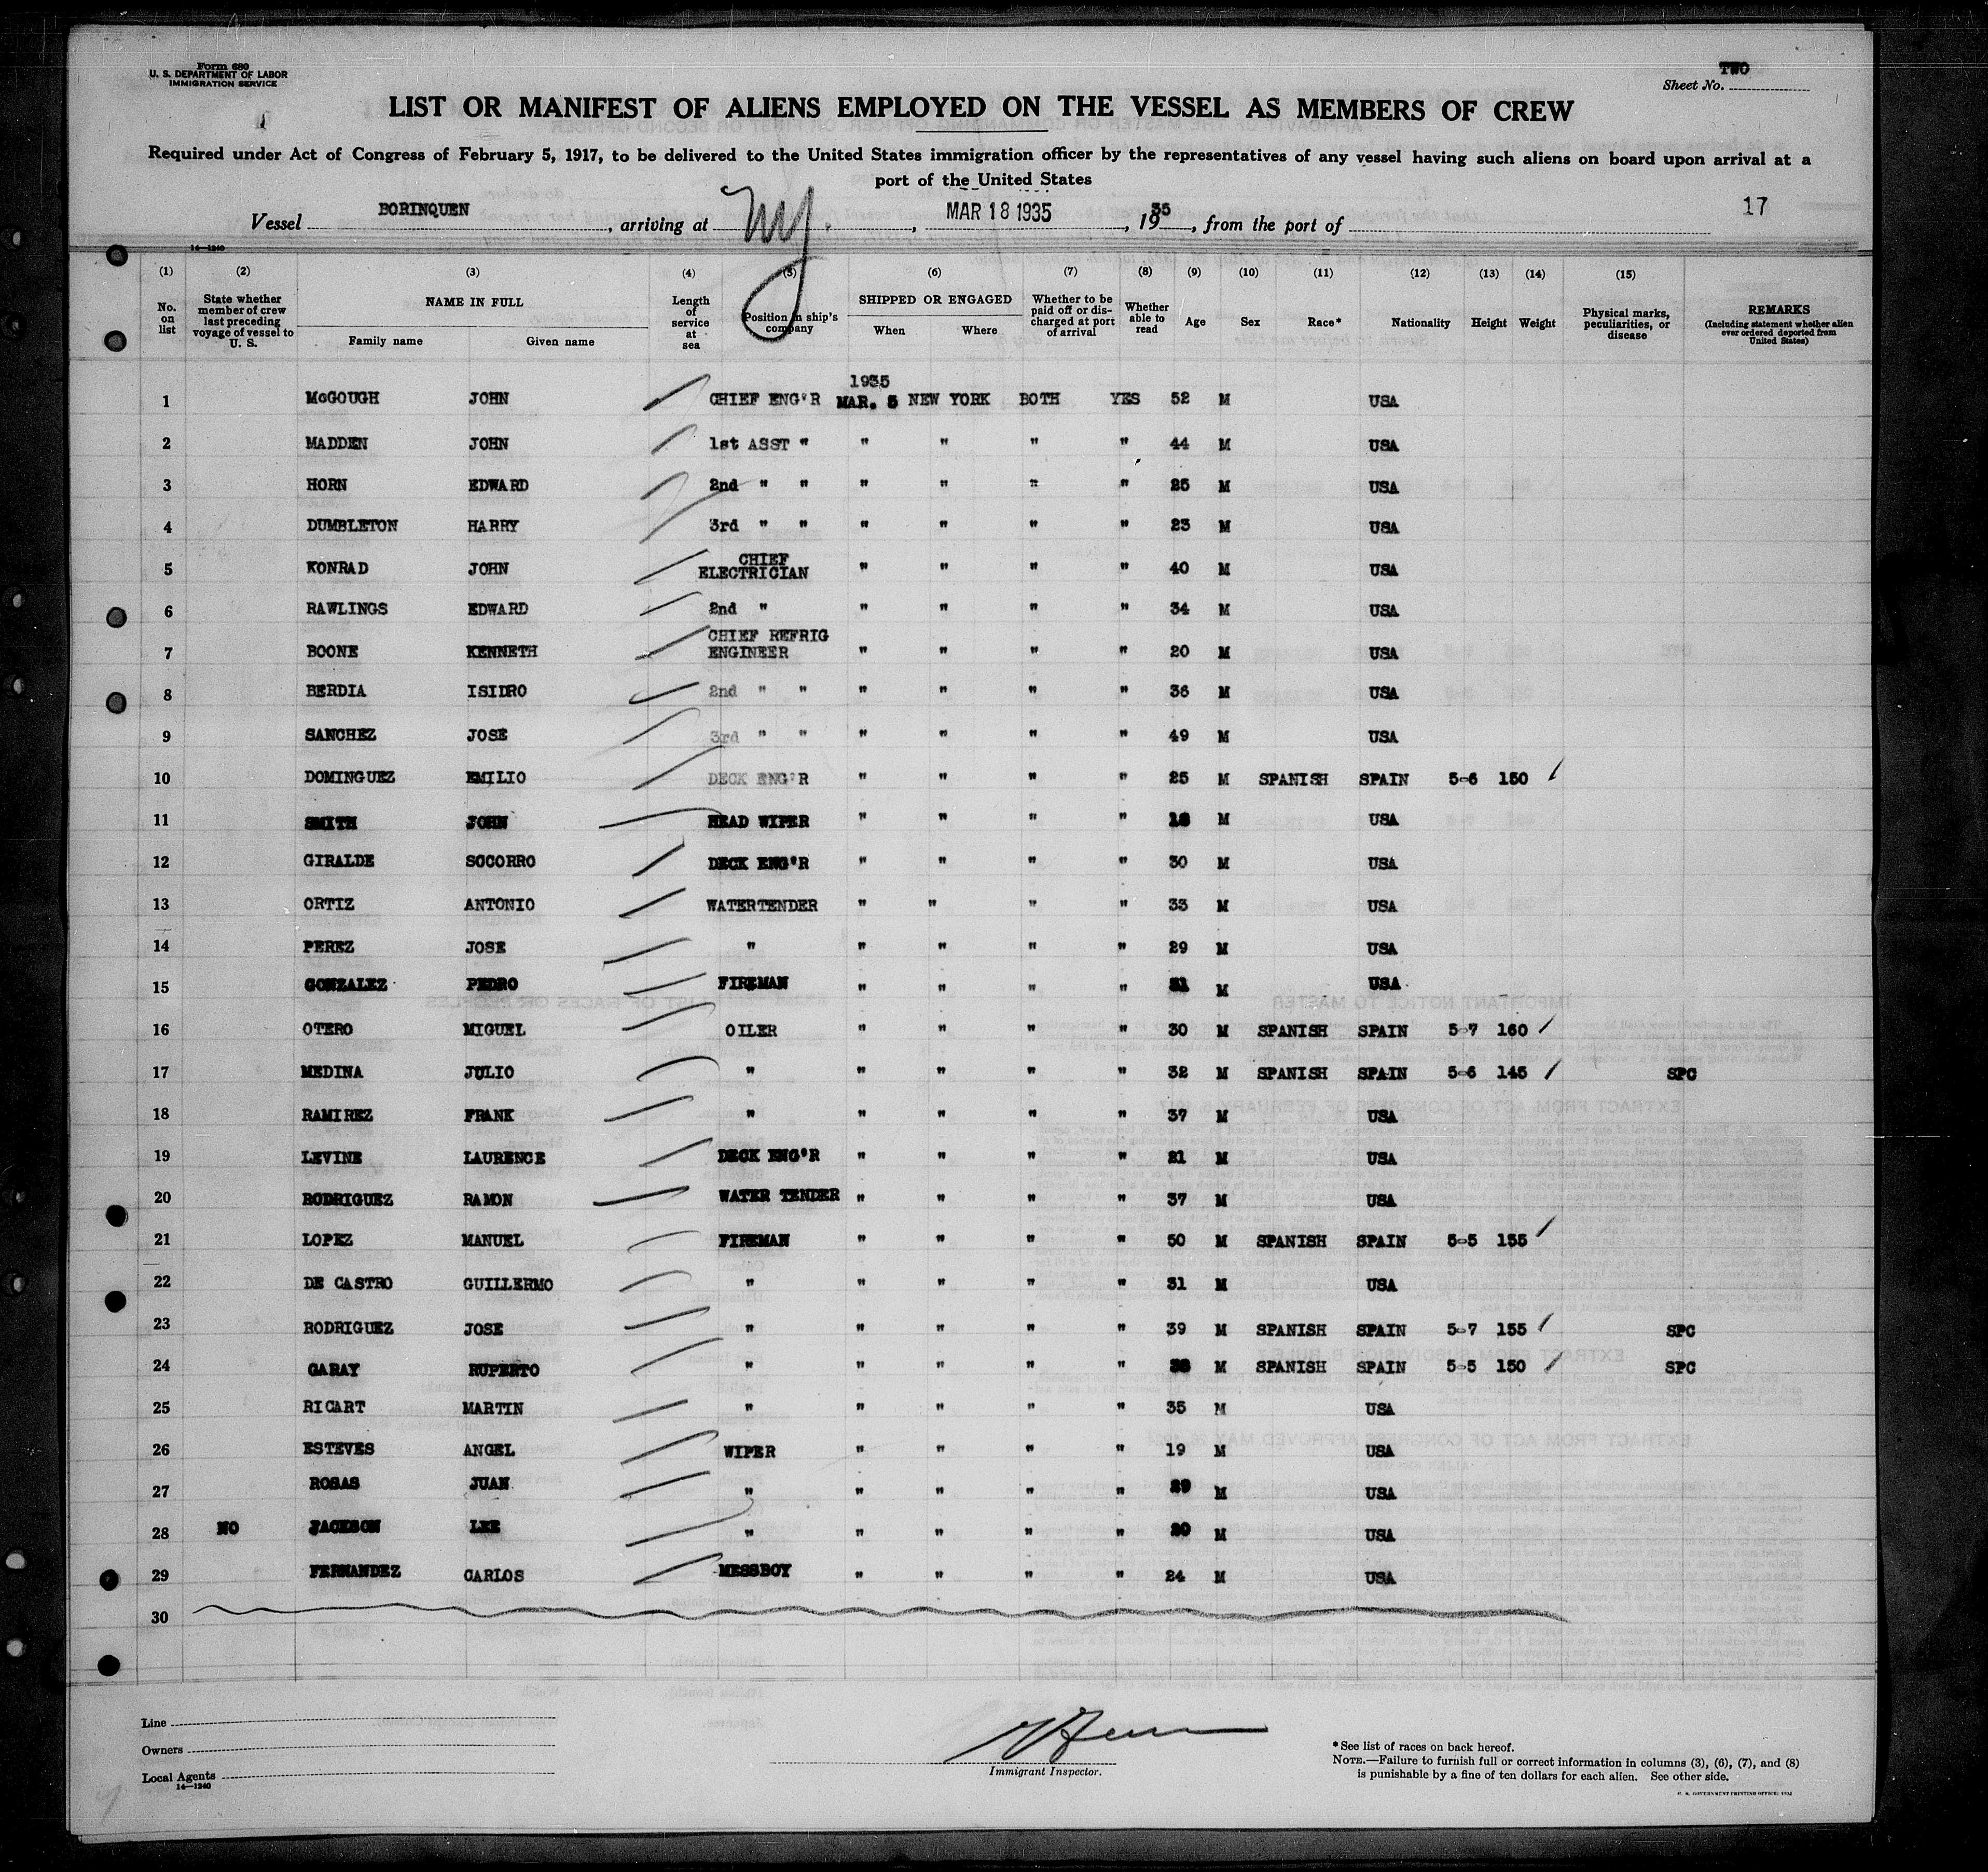 Form 680
U. S. DEPARTMENT OF LABOR
IMMIGRATION SERVICE
TWO
Sheet No.
LIST OR MANIFEST OF ALIENS EMPLOYED ON THE VESSEL AS MEMBERS OF CREW
Required under Act of Congress of February 5, 1917, to be delivered to the United States immigration officer by the representatives of any vessel having such aliens on board upon arrival at a
port of the United States
Vessel BORINQUEN, arriving at NY., MAR 18 1935, 1935, from the port of 17
14—1240
(1) (2) (3) (4) (5) (6) (7) (8) (9) (10) (11) (12) (13) (14) (15)
No. on list
State whether member of crew last preceding voyage of vessel to U. S.
NAME IN FULL
Family name Given name
Length of service at sea
Position in ship's company
SHIPPED OR ENGAGED
When Where
Whether to be paid off or discharged at port of arrival
Whether able to read
Age Sex Race* Nationality Height Weight
Physical marks, peculiarities, or disease
REMARKS
(Including statement whether alien ever ordered deported from United States)
1935
1 McGOUGH JOHN CHIEF ENG'R MAR. 5 NEW YORK BOTH YES 52 M USA
2 MADDEN JOHN 1st ASST " " " " " 44 M USA
3 HORN EDWARD 2nd " " " " " " 25 M USA
4 DUMBLETON HARRY 3rd " " " " " " 23 M USA
5 KONRAD JOHN CHIEF ELECTRICIAN " " " " 40 M USA
6 RAWLINGS EDWARD 2nd " " " " " 34 M USA
7 BOONE KENNETH CHIEF REFRIG ENGINEER " " " " 20 M USA
8 BERDIA ISIDRO 2nd " " " " " " 36 M USA
9 SANCHEZ JOSE 3rd " " " " " " 49 M USA
10 DOMINGUEZ EMILIO DECK ENG'R " " " " 25 M SPANISH SPAIN 5-6 150
11 SMITH JOHN HEAD WIPER " " " " 18 M USA
12 GIRALDE SOCORRO DECK ENG'R " " " " 30 M USA
13 ORTIZ ANTONIO WATERTENDER " " " " 33 M USA
14 PEREZ JOSE " " " " " 29 M USA
15 GONZALEZ PEDRO FIREMAN " " " " 31 M USA
16 OTERO MIGUEL OILER " " " " 30 M SPANISH SPAIN 5-7 160
17 MEDINA JULIO " " " " " 32 M SPANISH SPAIN 5-6 145 SPC
18 RAMIREZ FRANK " " " " " 37 M USA
19 LEVINE LAURENCE DECK ENG'R " " " " 21 M USA
20 RODRIGUEZ RAMON WATER TENDER " " " " 37 M USA
21 LOPEZ MANUEL FIREMAN " " " " 50 M SPANISH SPAIN 5-5 155
22 DE CASTRO GUILLERMO " " " " " 31 M USA
23 RODRIGUEZ JOSE " " " " " 39 M SPANISH SPAIN 5-7 155 SPC
24 GARAY RUPERTO " " " " " M SPANISH SPAIN 5-5 150 SPC
25 RICART MARTIN " " " " " 35 M USA
26 ESTEVES ANGEL WIPER " " " " 19 M USA
27 ROSAS JUAN " " " " " 29 M USA
28 NO JACKSON LEE " " " " " 20 M USA
29 FERNANDEZ CARLOS MESSBOY " " " " 24 M USA
30
Line
Owners
Local Agents
14—1240
Immigrant Inspector.
*See list of races on back hereof.
NOTE.—Failure to furnish full or correct information in columns (3), (6), (7), and (8)
is punishable by a fine of ten dollars for each alien. See other side.